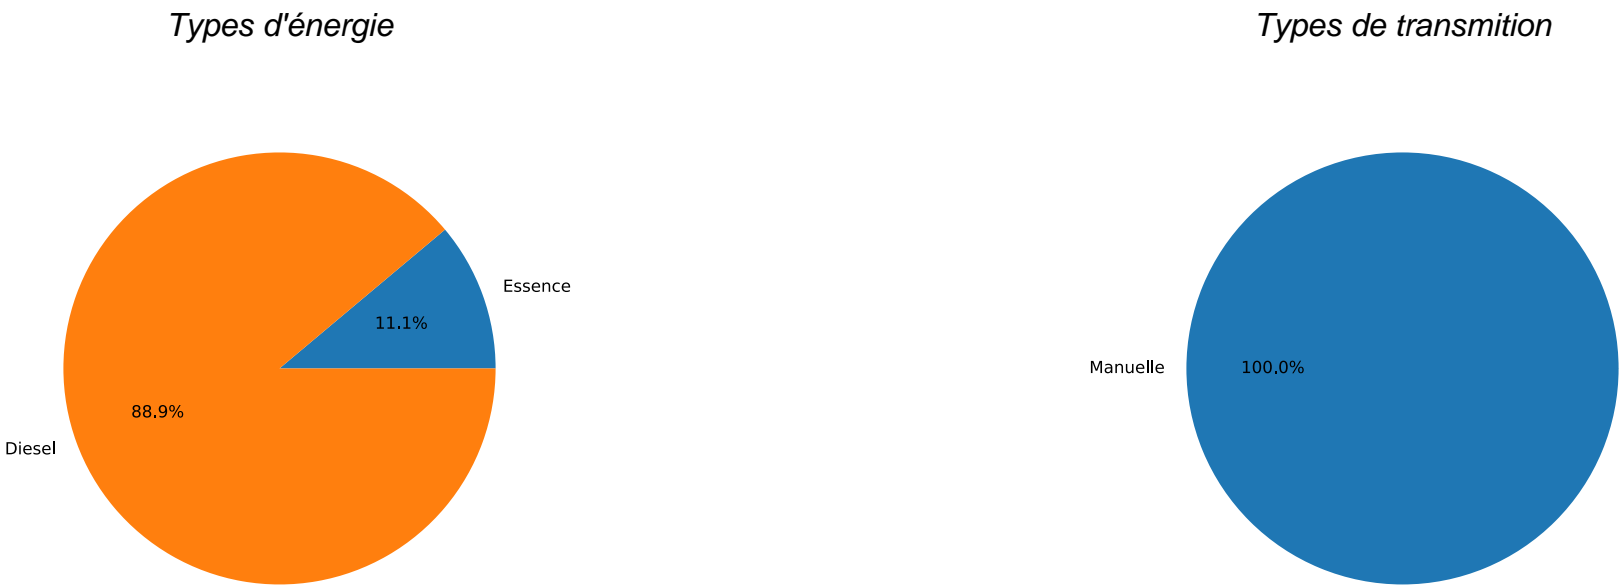 Types d'énergie
Types de transmition
Essence
11.1%
88.9%
Diesel
Manuelle
100.0%